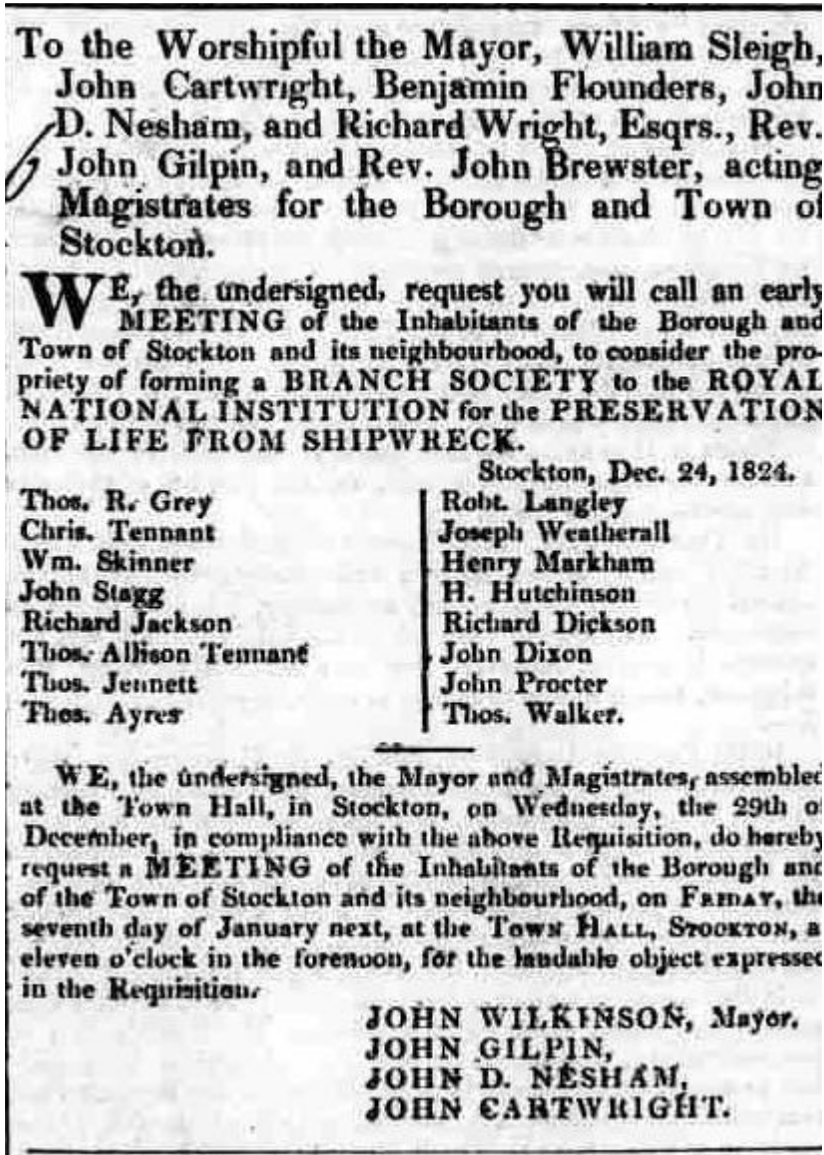 To the Worshipful the Mayor, William Sleigh,
John Cartwright, Benjamin Flounders, John
D. Nesham, and Richard Wright, Esqrs., Rev.
John Gilpin, and Rev. John Brewster, acting
Magistrates for the Borough and Town of
Stockton.
WE, the undersigned, request you will call an early
MEETING of the Inhabitants of the Borough and
Town of Stockton and its neighbourhood, to consider the pro-
priety of forming a BRANCH SOCIETY to the ROYAL
NATIONAL INSTITUTION for the PRESERVATION
OF LIFE FROM SHIPWRECK.
Stockton, Dec. 24, 1824.
Thos. R. Grey
Chris. Tennant
Wm. Skinner
John Stagg
Richard Jackson
Thos. Allison Tennant
Thos. Jennett
Thos. Ayres
Robt. Langley
Joseph Weatherall
Henry Markham
H. Hutchinson
Richard Dickson
John Dixon
John Procter
Thos. Walker.
WE, the undersigned, the Mayor and Magistrates, assembled
at the Town Hall, in Stockton, on Wednesday, the 29th of
December, in compliance with the above Requisition, do hereby
request a MEETING of the Inhabitants of the Borough and
of the Town of Stockton and its neighbourhood, on FRIDAY, the
seventh day of January next, at the TOWN HALL, STOCKTON, a
eleven o'clock in the forenoon, for the laudable object expressed
in the Requisition.
JOHN WILKINSON, Mayor.
JOHN GILPIN,
JOHN D. NESHAM,
JOHN CARTWRIGHT.